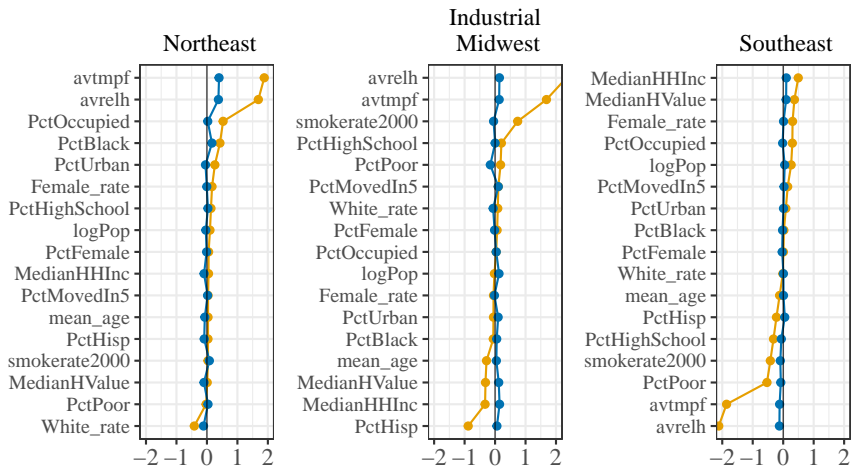 Northeast
avtmpf
avrelh
PctOccupied
PctBlack
PctUrban
Female_rate
PctHighSchool
logPop
PctFemale
MedianHHInc
PctMovedIn5
mean_age
PctHisp
smokerate2000
MedianHValue
PctPoor
White_rate
−2 −1 0 1 2
Industrial
Midwest
avrelh
avtmpf
smokerate2000
PctHighSchool
PctPoor
PctMovedIn5
White_rate
PctFemale
PctOccupied
logPop
Female_rate
PctUrban
PctBlack
mean_age
MedianHValue
MedianHHInc
PctHisp
−2 −1 0 1 2
Southeast
MedianHHInc
MedianHValue
Female_rate
PctOccupied
logPop
PctMovedIn5
PctUrban
PctBlack
PctFemale
White_rate
mean_age
PctHisp
PctHighSchool
smokerate2000
PctPoor
avtmpf
avrelh
−2 −1 0 1 2